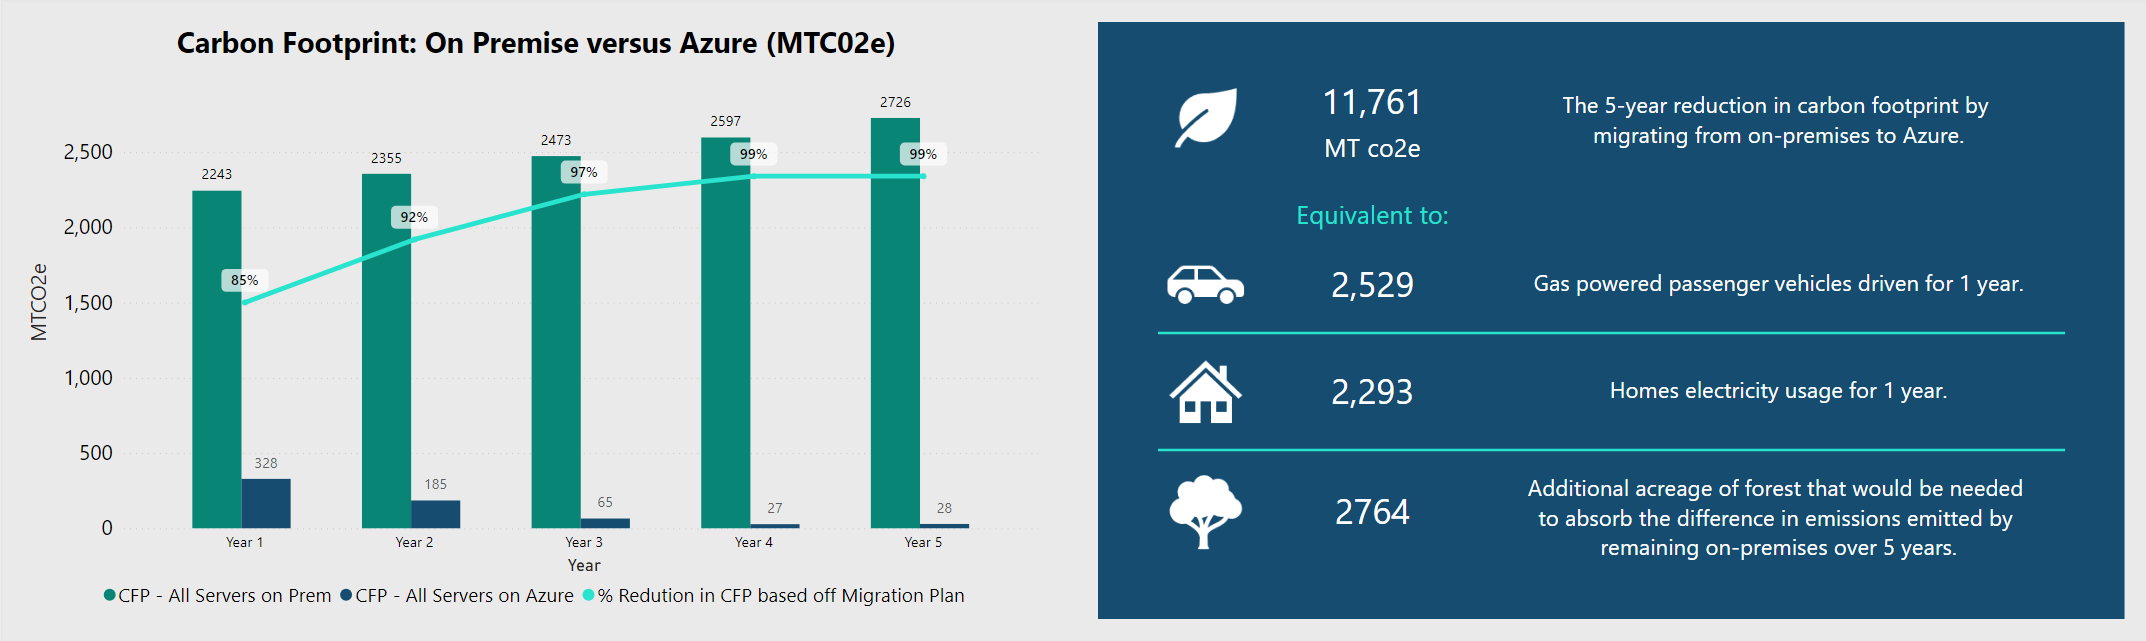 Carbon Footprint: On Premise versus Azure (MTC02e)
MTCO2e
2,500
2,000
1,500
1,000
500
0
2243
2355
2473
2597
2726
85%
92%
97%
99%
99%
328
185
65
27
28
Year 1
Year 2
Year 3
Year 4
Year 5
Year
CFP - All Servers on Prem
CFP - All Servers on Azure
% Redution in CFP based off Migration Plan
11,761
MT co2e
The 5-year reduction in carbon footprint by
migrating from on-premises to Azure.
Equivalent to:
2,529
Gas powered passenger vehicles driven for 1 year.
2,293
Homes electricity usage for 1 year.
2764
Additional acreage of forest that would be needed
to absorb the difference in emissions emitted by
remaining on-premises over 5 years.